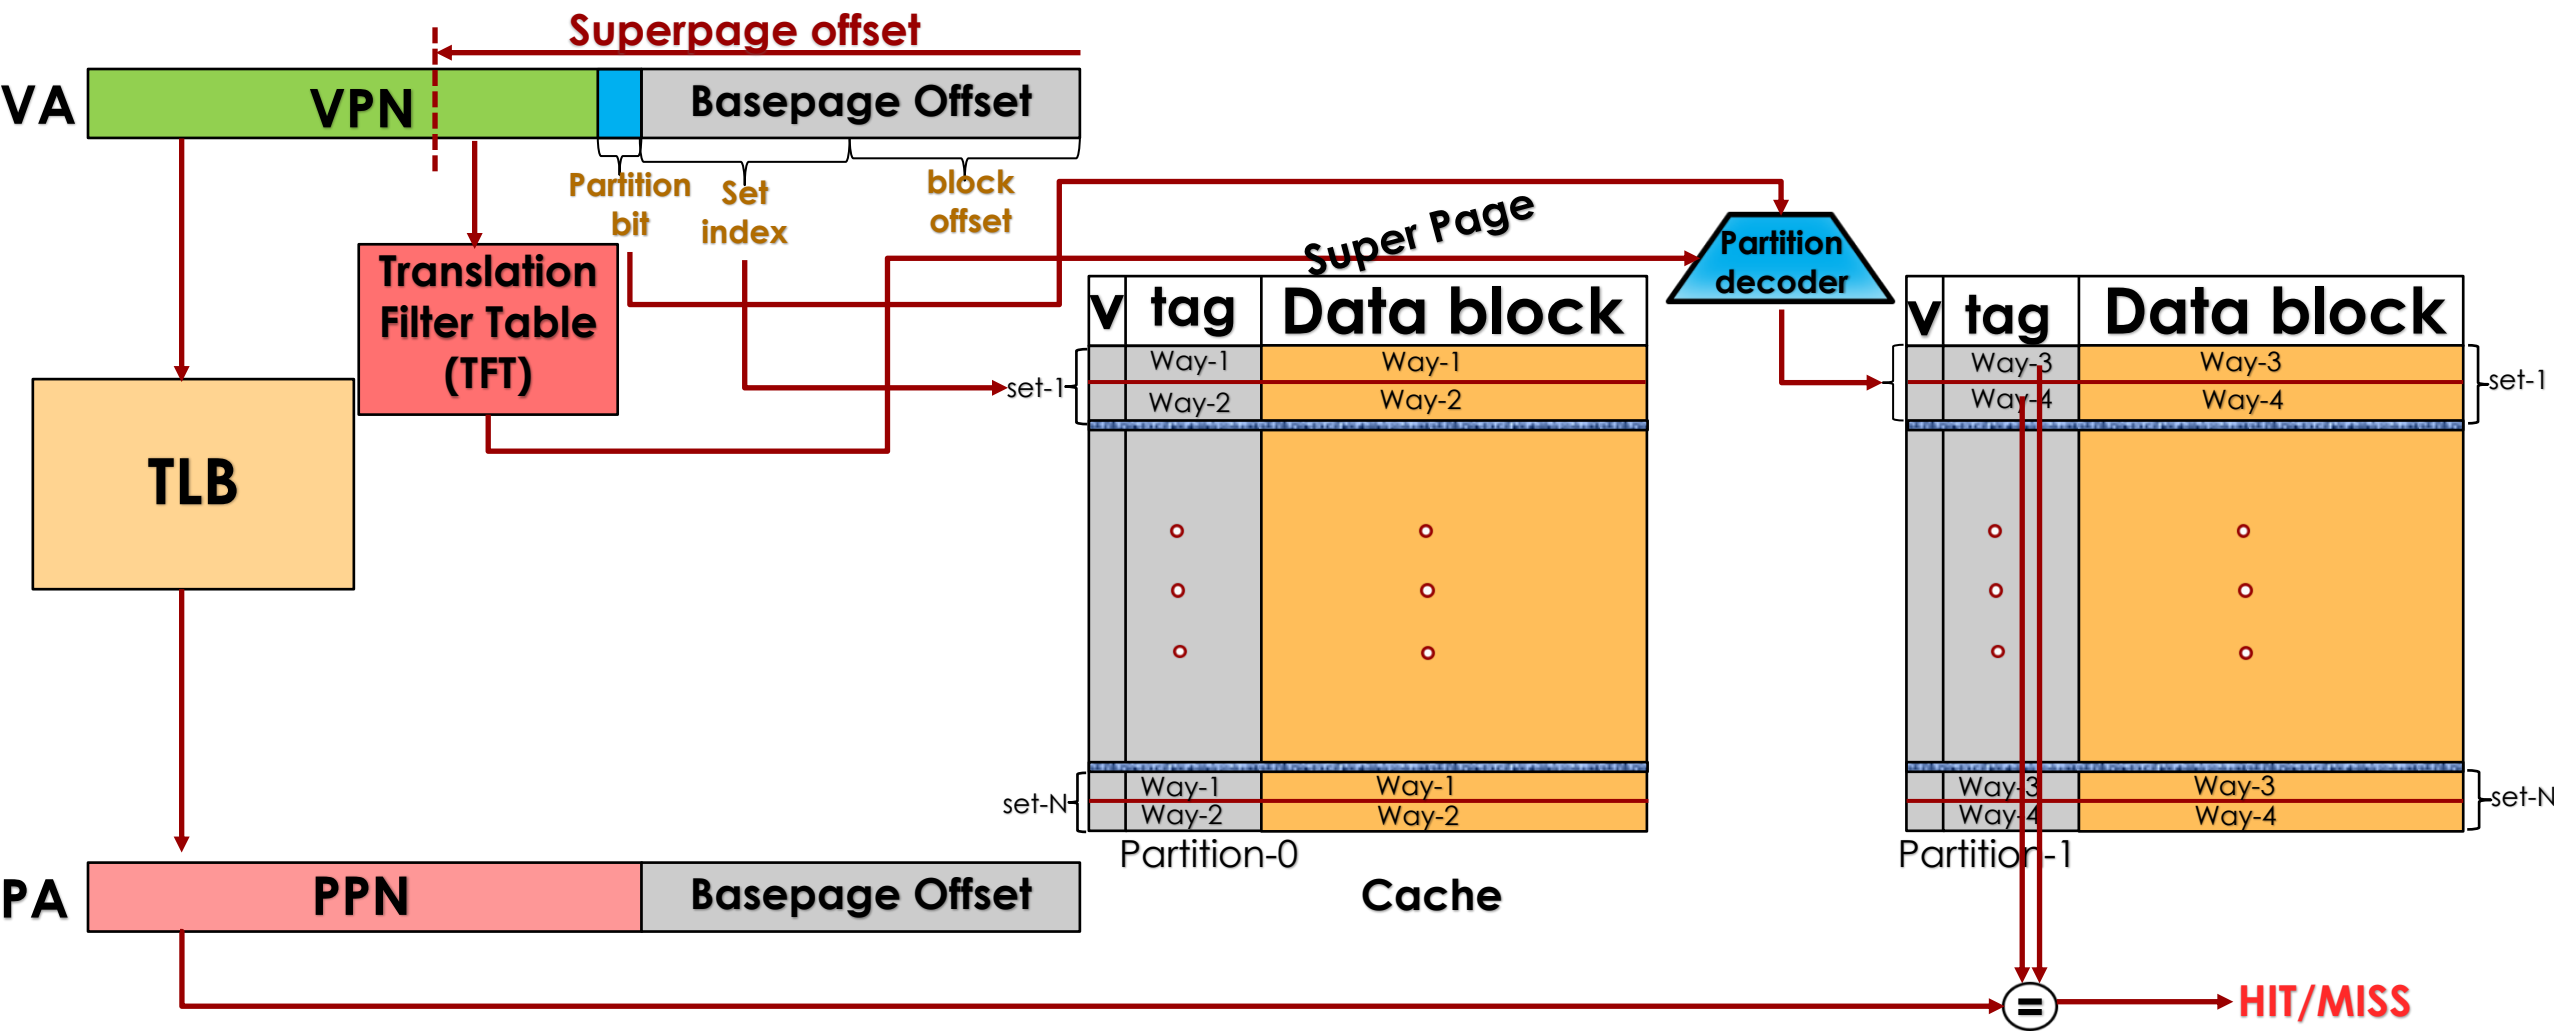 Superpage offset
VA
VPN
Basepage Offset
Partition
bit
Set
index
block
offset
Super Page
Partition
decoder
Translation
Filter Table
(TFT)
TLB
v tag Data block
set-1
Way-1 Way-1
Way-2 Way-2
set-N
Way-1 Way-1
Way-2 Way-2
Partition-0
v tag Data block
Way-3 Way-3
Way-4 Way-4
set-1
Way-3 Way-3
Way-4 Way-4
set-N
Partition-1
Cache
PA
PPN
Basepage Offset
=
HIT/MISS